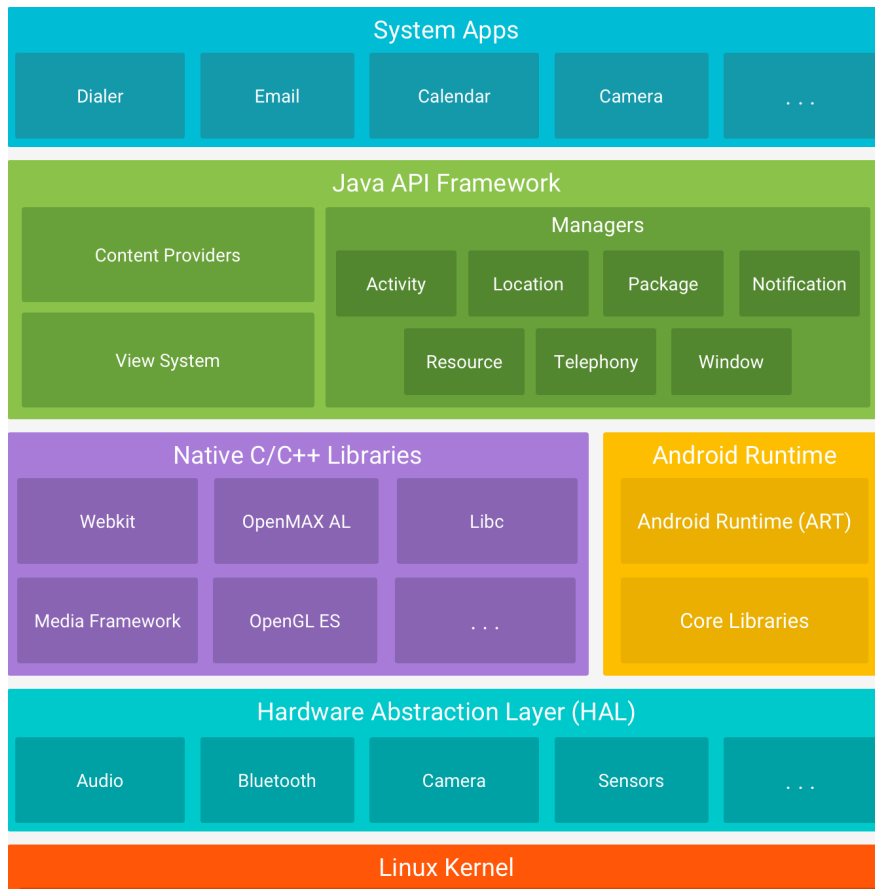 System Apps
Dialer
Email
Calendar
Camera
. . .
Java API Framework
Content Providers
View System
Managers
Activity
Location
Package
Notification
Resource
Telephony
Window
Native C/C++ Libraries
Webkit
OpenMAX AL
Libc
Media Framework
OpenGL ES
. . .
Android Runtime
Android Runtime (ART)
Core Libraries
Hardware Abstraction Layer (HAL)
Audio
Bluetooth
Camera
Sensors
. . .
Linux Kernel